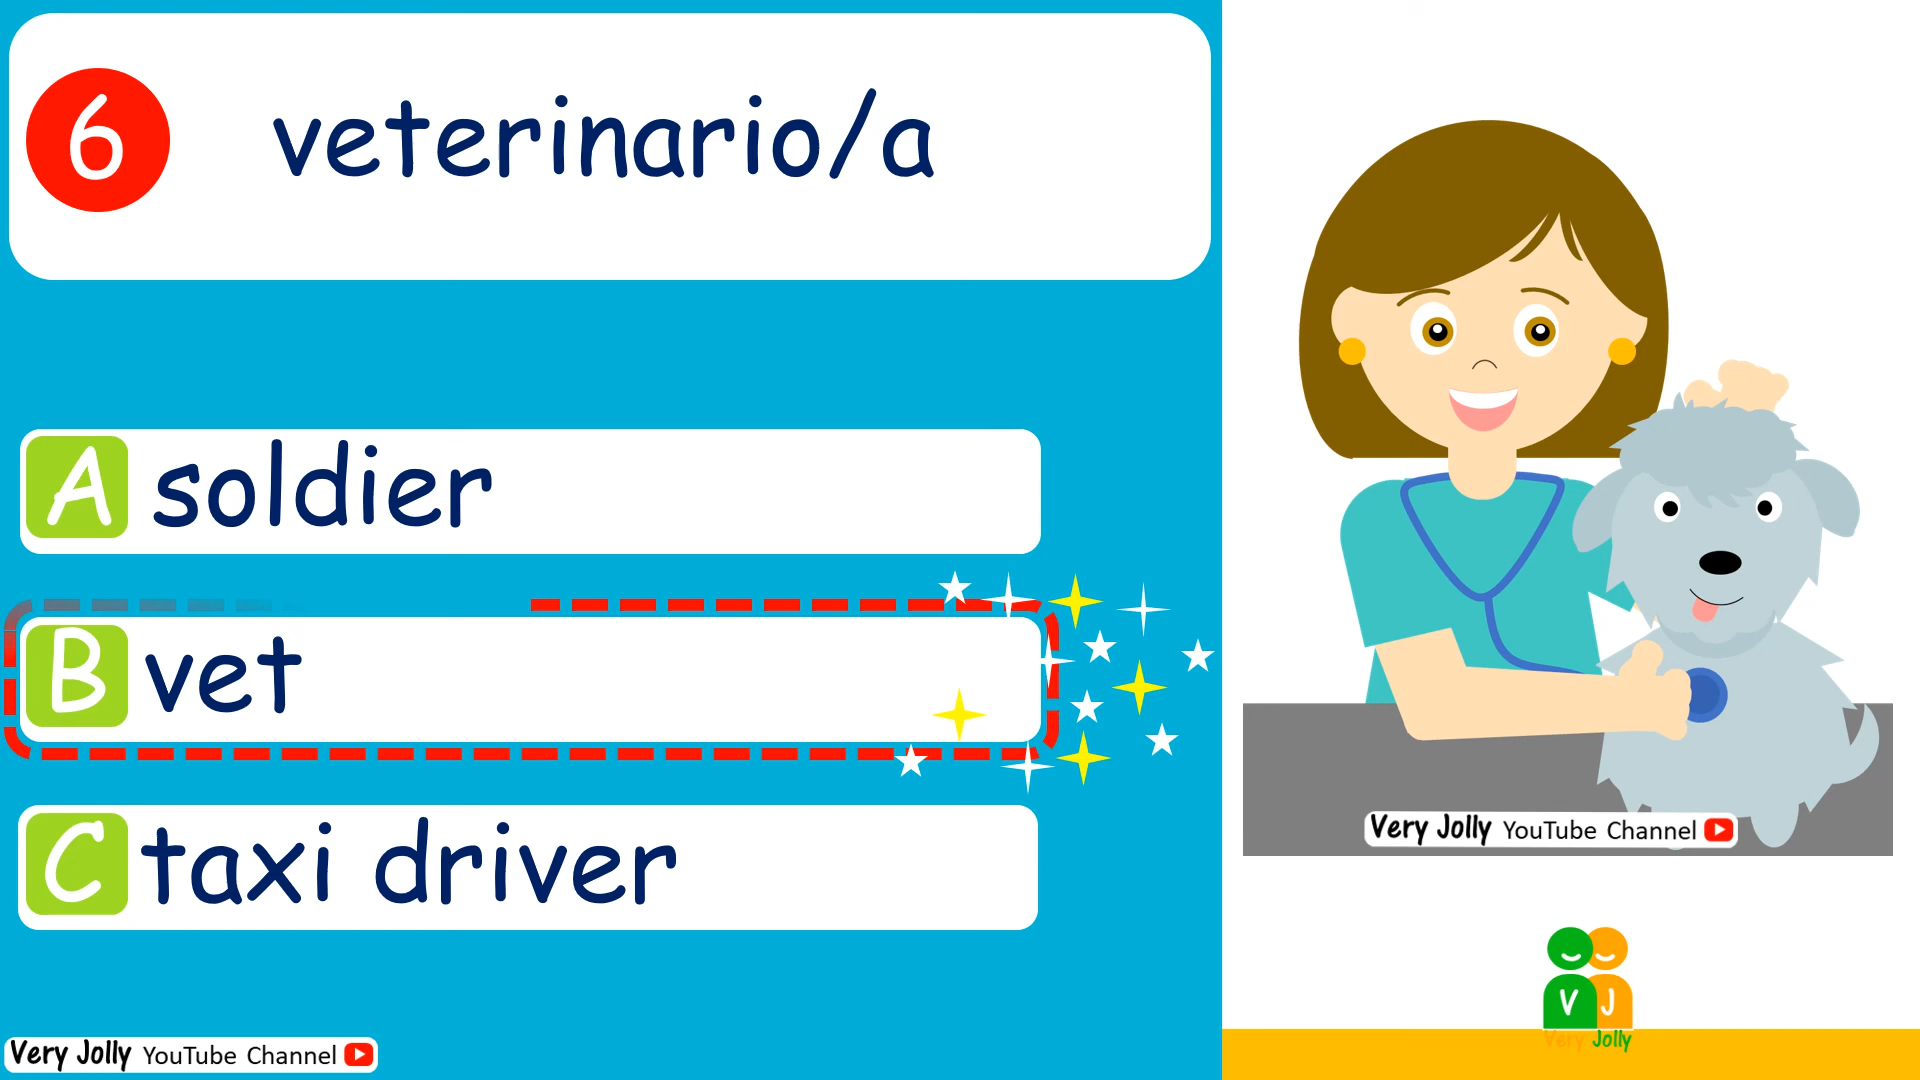 6
veterinario/a
A soldier
B vet
C taxi driver
Very Jolly YouTube Channel
Very Jolly YouTube Channel
V J
Very Jolly